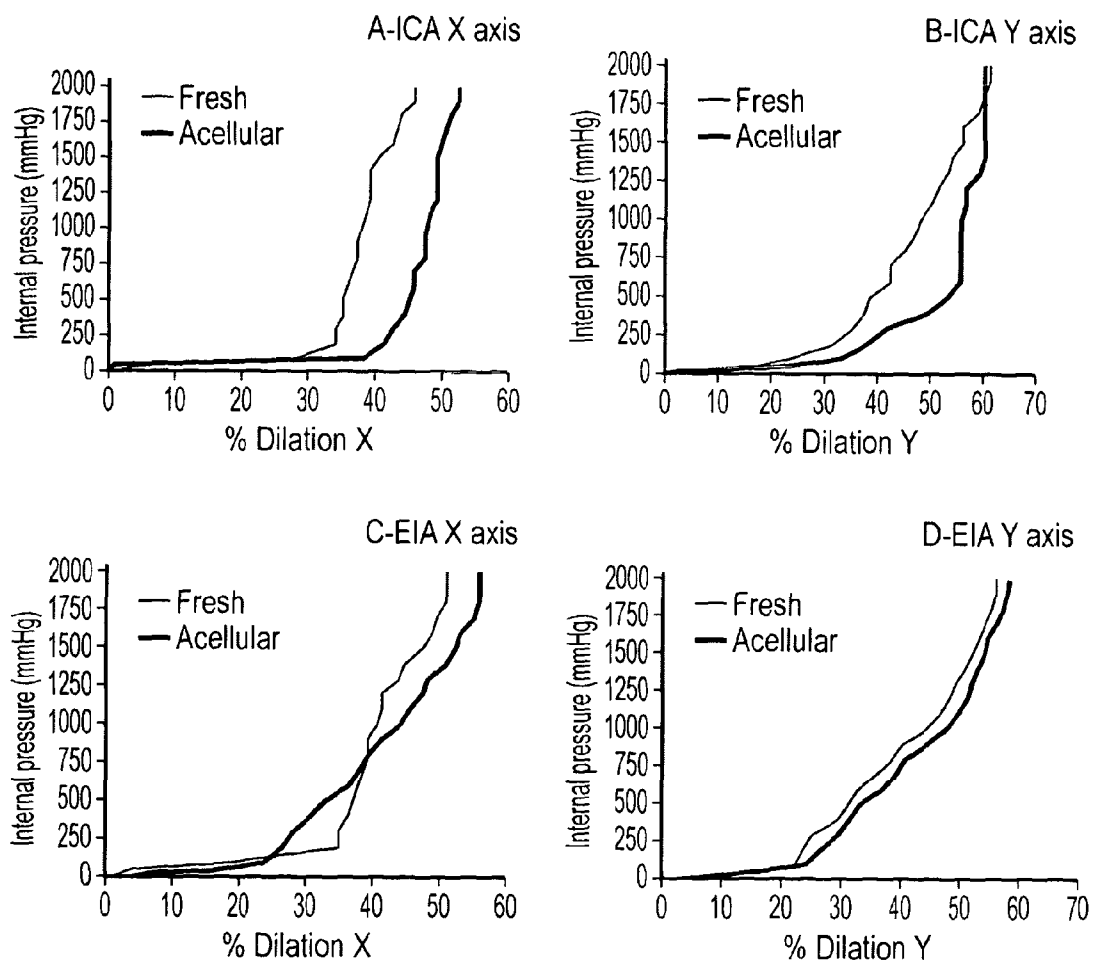 A-ICA X axis
Internal pressure (mmHg)
2000
1750
1500
1250
1000
750
500
250
0
Fresh
Acellular
0 10 20 30 40 50 60
% Dilation X
B-ICA Y axis
Internal pressure (mmHg)
2000
1750
1500
1250
1000
750
500
250
0
Fresh
Acellular
0 10 20 30 40 50 60 70
% Dilation Y
C-EIA X axis
Internal pressure (mmHg)
2000
1750
1500
1250
1000
750
500
250
0
Fresh
Acellular
0 10 20 30 40 50 60
% Dilation X
D-EIA Y axis
Internal pressure (mmHg)
2000
1750
1500
1250
1000
750
500
250
0
Fresh
Acellular
0 10 20 30 40 50 60 70
% Dilation Y